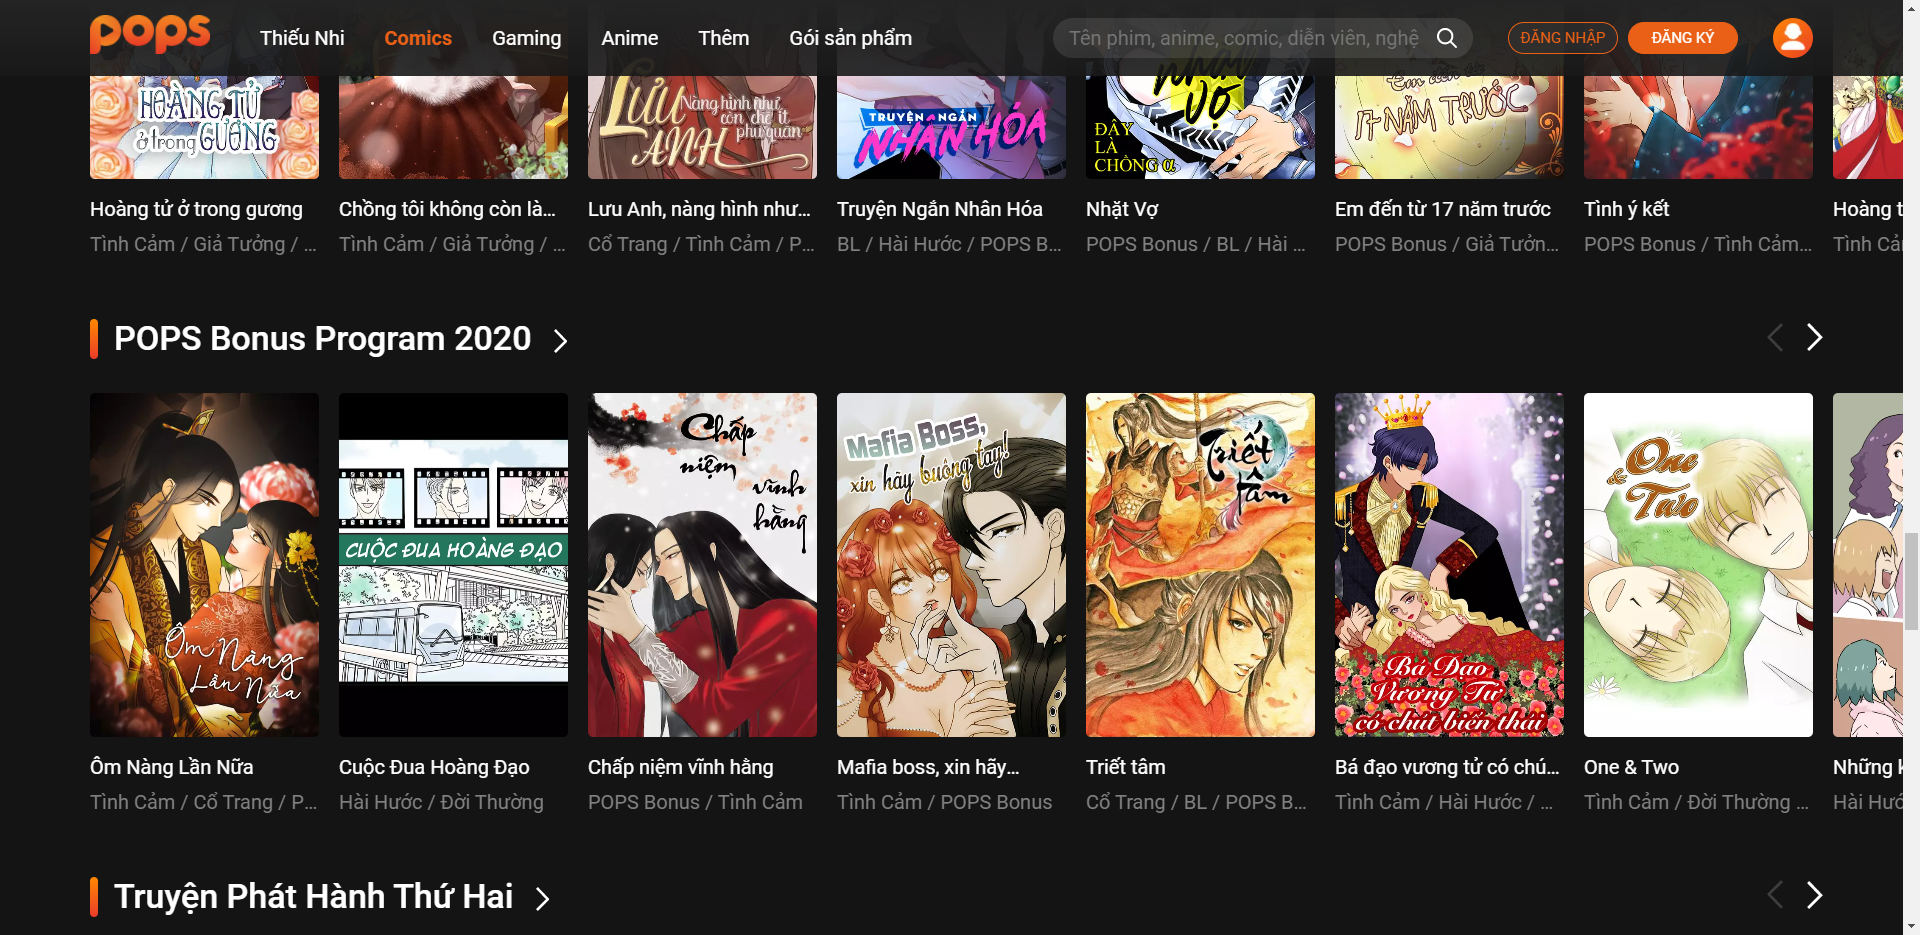 POPS
Thiếu Nhi
Comics
Gaming
Anime
Thêm
Gói sản phẩm
Tên phim, anime, comic, diễn viên, nghệ
ĐĂNG NHẬP
ĐĂNG KÝ
HOÀNG TỬ
ở trong GƯƠNG
LƯU ANH
Nàng hình như
còn chê ít
phu quân
TRUYỆN NGẮN
NHÂN HÓA
NHẶT
VỢ
ĐÂY
LÀ
CHỒNG α
Em đến từ
17 NĂM TRƯỚC
Hoàng tử ở trong gương
Chồng tôi không còn là...
Lưu Anh, nàng hình như...
Truyện Ngắn Nhân Hóa
Nhặt Vợ
Em đến từ 17 năm trước
Tình ý kết
Hoàng t
Tình Cảm / Giả Tưởng / ...
Tình Cảm / Giả Tưởng / ...
Cổ Trang / Tình Cảm / P...
BL / Hài Hước / POPS B...
POPS Bonus / BL / Hài ...
POPS Bonus / Giả Tưởn...
POPS Bonus / Tình Cảm...
Tình Cả
POPS Bonus Program 2020
Ôm Nàng
Lần Nữa
CUỘC ĐUA HOÀNG ĐẠO
Chấp
niệm
vĩnh
hằng
Mafia Boss,
xin hãy buông tay!
Triết
tâm
Bá Đạo
Vương Tử
có chút biến thái
One
& Two
Ôm Nàng Lần Nữa
Cuộc Đua Hoàng Đạo
Chấp niệm vĩnh hằng
Mafia boss, xin hãy...
Triết tâm
Bá đạo vương tử có chú...
One & Two
Những k
Tình Cảm / Cổ Trang / P...
Hài Hước / Đời Thường
POPS Bonus / Tình Cảm
Tình Cảm / POPS Bonus
Cổ Trang / BL / POPS B...
Tình Cảm / Hài Hước / ...
Tình Cảm / Đời Thường ...
Hài Hướ
Truyện Phát Hành Thứ Hai